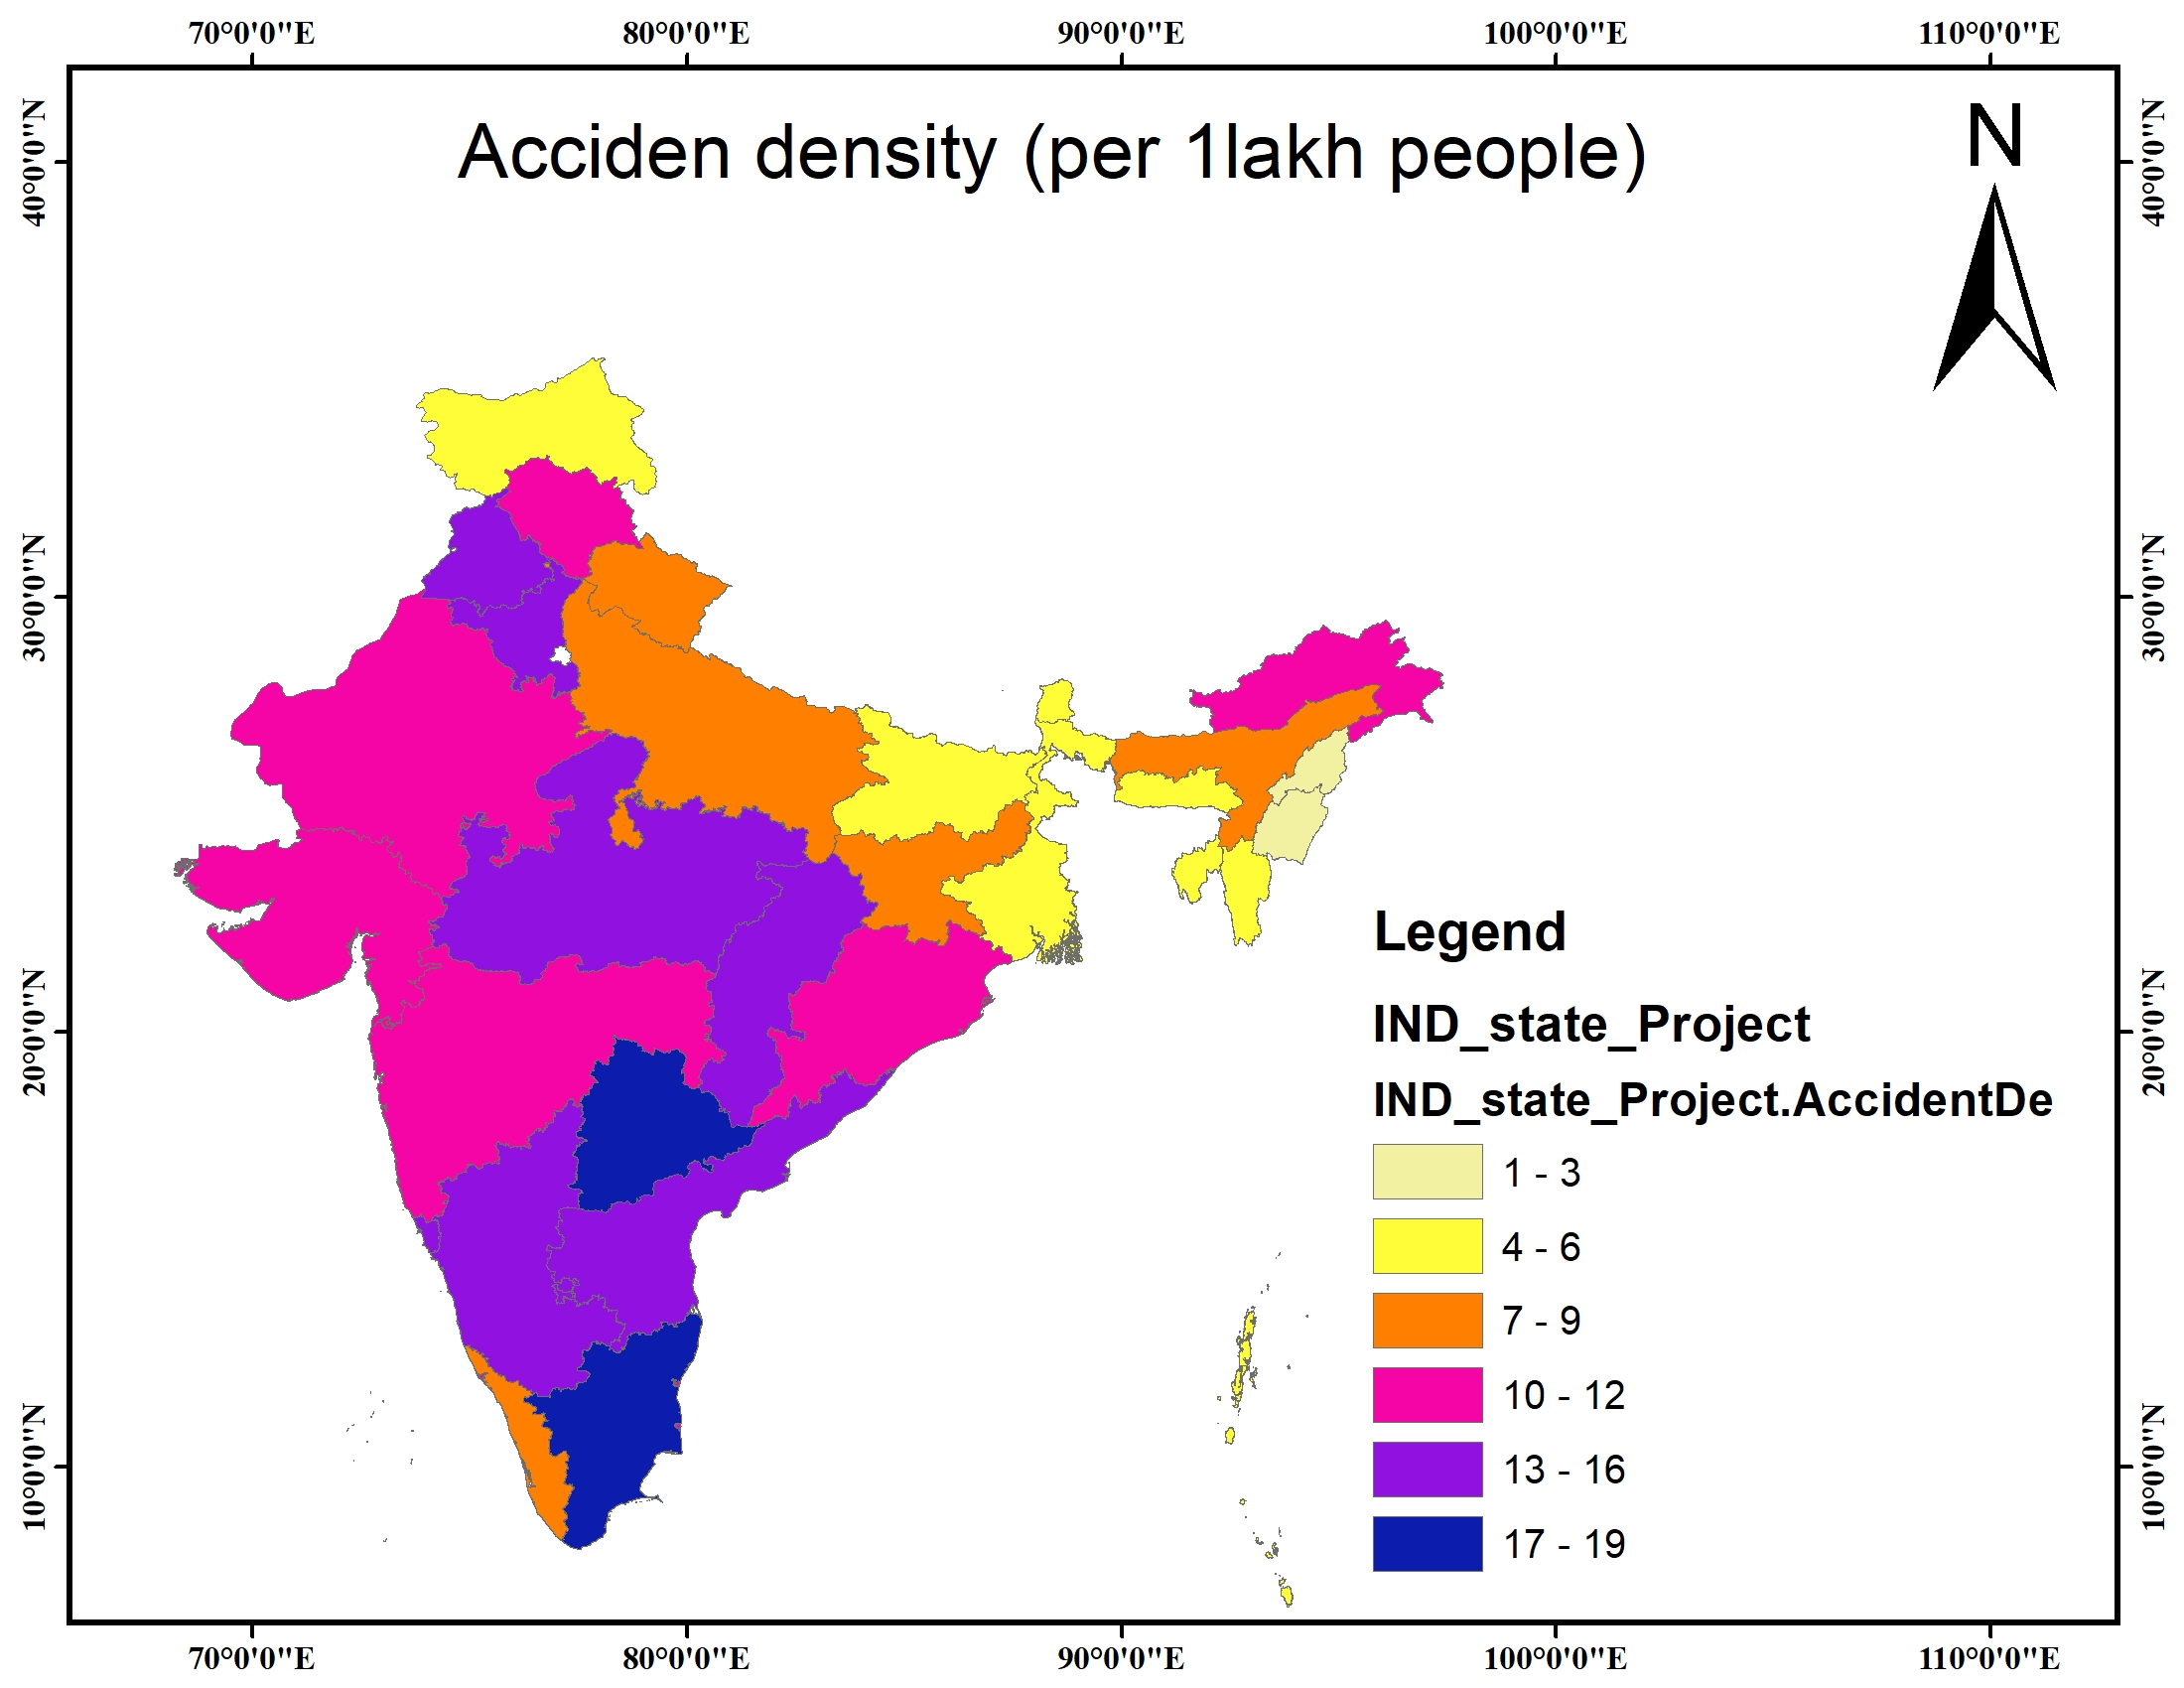 70°0'0"E 80°0'0"E 90°0'0"E 100°0'0"E 110°0'0"E
Acciden density (per 1lakh people)
N
40°0'0"N 40°0'0"N
30°0'0"N 30°0'0"N
Legend
IND_state_Project
20°0'0"N 20°0'0"N
IND_state_Project.AccidentDe
1 - 3
4 - 6
7 - 9
10 - 12
13 - 16
10°0'0"N 10°0'0"N
17 - 19
70°0'0"E 80°0'0"E 90°0'0"E 100°0'0"E 110°0'0"E